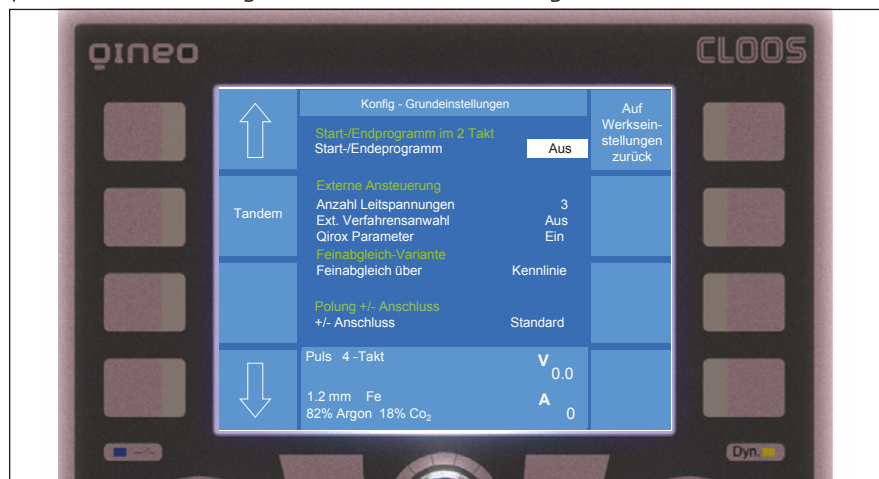 QINEO
CLOOS
Konfig - Grundeinstellungen
Auf
Werksein-
stellungen
zurück
Start-/Endprogramm im 2 Takt
Start-/Endeprogramm Aus
Externe Ansteuerung
Tandem
Anzahl Leitspannungen 3
Ext. Verfahrensanwahl Aus
Qirox Parameter Ein
Feinabgleich-Variante
Feinabgleich über Kennlinie
Polung +/- Anschluss
+/- Anschluss Standard
Puls 4 -Takt V
0.0
1.2 mm Fe A
82% Argon 18% Co₂ 0
Dyn.